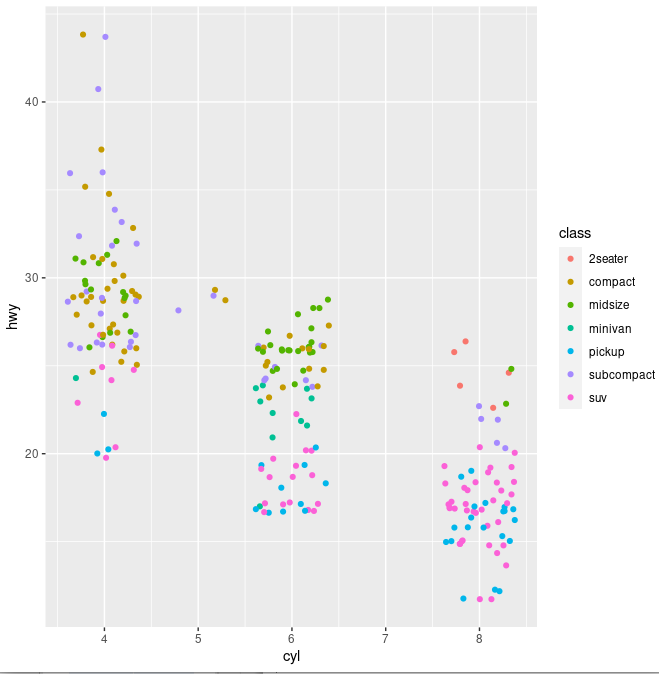 40
30
20
hwy
4 5 6 7 8
cyl
class
2seater
compact
midsize
minivan
pickup
subcompact
suv